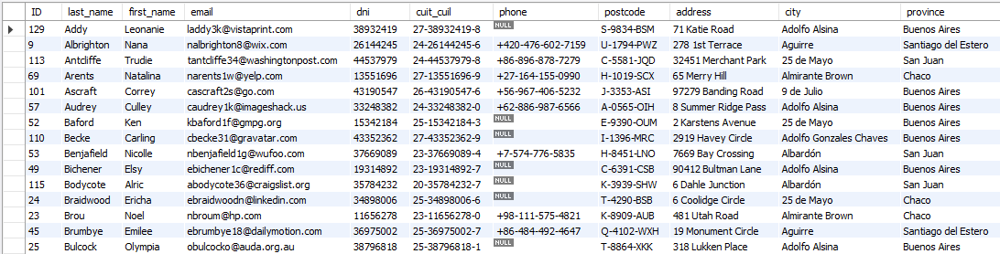 ID last_name first_name email dni cuit_cuil phone postcode address city province
129 Addy Leonanie laddy3k@vistaprint.com 38932419 27-38932419-8 NULL S-9834-BSM 71 Katie Road Adolfo Alsina Buenos Aires
9 Albrighton Nana nalbrighton8@wix.com 26144245 24-26144245-6 +420-476-602-7159 U-1794-PWZ 278 1st Terrace Aguirre Santiago del Estero
113 Antcliffe Trudie tantcliffe34@washingtonpost.com 44537979 24-44537979-8 +86-896-878-7279 C-5581-JQD 32451 Merchant Park 25 de Mayo San Juan
69 Arents Natalina narents1w@yelp.com 13551696 27-13551696-9 +27-164-155-0990 H-1019-SCX 65 Merry Hill Almirante Brown Chaco
101 Ascraft Correy cascraft2s@go.com 43190547 26-43190547-6 +56-967-406-5232 J-3353-ASI 97279 Banding Road 9 de Julio Buenos Aires
57 Audrey Culley caudrey1k@imageshack.us 33248382 24-33248382-0 +62-886-987-6566 A-0565-OIH 8 Summer Ridge Pass Adolfo Alsina Buenos Aires
52 Baford Ken kbaford1f@gmpg.org 15342184 25-15342184-3 NULL E-9390-OUM 2 Karstens Avenue 25 de Mayo San Juan
110 Becke Carling cbecke31@gravatar.com 43352362 27-43352362-9 NULL I-1396-MRC 2919 Havey Circle Adolfo Gonzales Chaves Buenos Aires
53 Benjafield Nicolle nbenjafield1g@wufoo.com 37669089 23-37669089-4 +7-574-776-5835 H-8451-LNO 7669 Bay Crossing Albardón San Juan
49 Bichener Elsy ebichener1c@rediff.com 19314892 23-19314892-7 NULL C-6391-CSB 90412 Bultman Lane Adolfo Alsina Buenos Aires
115 Bodycote Alric abodycote36@craigslist.org 35784232 20-35784232-7 NULL K-3939-SHW 6 Dahle Junction Albardón San Juan
24 Braidwood Ericha ebraidwoodn@linkedin.com 34898006 25-34898006-6 NULL T-4290-BSB 6 Coolidge Circle 25 de Mayo Chaco
23 Brou Noel nbroum@hp.com 11656278 23-11656278-0 +98-111-575-4821 K-8909-AUB 481 Utah Road Almirante Brown Chaco
45 Brumbye Emilee ebrumbye18@dailymotion.com 36975002 25-36975002-7 +86-484-492-4647 Q-4102-WXH 19 Monument Circle Aguirre Santiago del Estero
25 Bulcock Olympia obulcocko@auda.org.au 38796818 25-38796818-1 NULL T-8864-XKK 318 Lukken Place Adolfo Alsina Buenos Aires